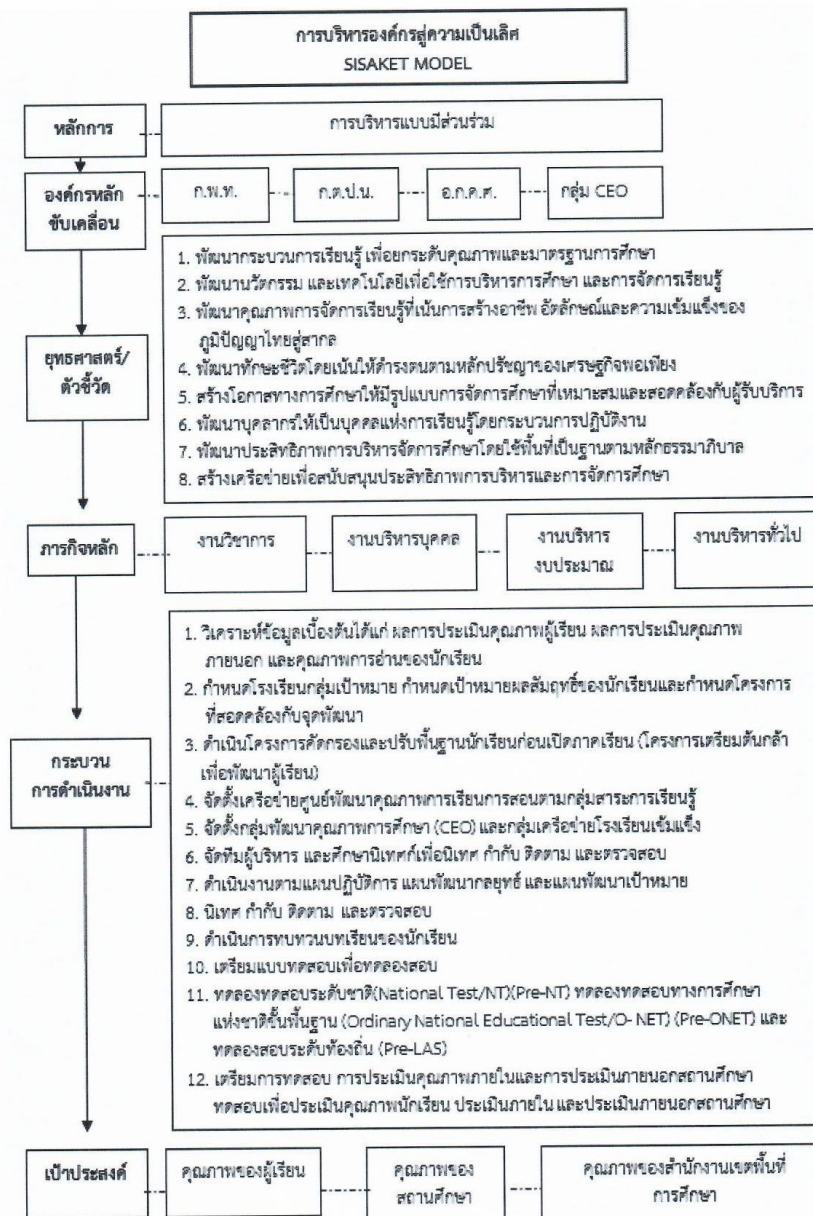 การบริหารองค์กรสู่ความเป็นเลิศ
SISAKET MODEL
หลักการ
การบริหารแบบมีส่วนร่วม
องค์กรหลัก
ขับเคลื่อน
ก.พ.ท.
ก.ต.ป.น.
อ.ก.ค.ศ.
กลุ่ม CEO
ยุทธศาสตร์/
ตัวชี้วัด
1. พัฒนากระบวนการเรียนรู้ เพื่อยกระดับคุณภาพและมาตรฐานการศึกษา
2. พัฒนานวัตกรรม และเทคโนโลยีเพื่อใช้การบริหารการศึกษา และการจัดการเรียนรู้
3. พัฒนาคุณภาพการจัดการเรียนรู้ที่เน้นการสร้างอาชีพ อัตลักษณ์และความเข้มแข็งของ
ภูมิปัญญาไทยสู่สากล
4. พัฒนาทักษะชีวิตโดยเน้นให้ดำรงตนตามหลักปรัชญาของเศรษฐกิจพอเพียง
5. สร้างโอกาสทางการศึกษาให้มีรูปแบบการจัดการศึกษาที่เหมาะสมและสอดคล้องกับผู้รับบริการ
6. พัฒนาบุคลากรให้เป็นบุคคลแห่งการเรียนรู้โดยกระบวนการปฏิบัติงาน
7. พัฒนาประสิทธิภาพการบริหารจัดการศึกษาโดยใช้พื้นที่เป็นฐานตามหลักธรรมาภิบาล
8. สร้างเครือข่ายเพื่อสนับสนุนประสิทธิภาพการบริหารและการจัดการศึกษา
ภารกิจหลัก
งานวิชาการ
งานบริหารบุคคล
งานบริหาร
งบประมาณ
งานบริหารทั่วไป
กระบวน
การดำเนินงาน
1. วิเคราะห์ข้อมูลเบื้องต้นได้แก่ ผลการประเมินคุณภาพผู้เรียน ผลการประเมินคุณภาพ
ภายนอก และคุณภาพการอ่านของนักเรียน
2. กำหนดโรงเรียนกลุ่มเป้าหมาย กำหนดเป้าหมายผลสัมฤทธิ์ของนักเรียนและกำหนดโครงการ
ที่สอดคล้องกับจุดพัฒนา
3. ดำเนินโครงการคัดกรองและปรับพื้นฐานนักเรียนก่อนเปิดภาคเรียน (โครงการเตรียมต้นกล้า
เพื่อพัฒนาผู้เรียน)
4. จัดตั้งเครือข่ายศูนย์พัฒนาคุณภาพการเรียนการสอนตามกลุ่มสาระการเรียนรู้
5. จัดตั้งกลุ่มพัฒนาคุณภาพการศึกษา (CEO) และกลุ่มเครือข่ายโรงเรียนเข้มแข็ง
6. จัดทีมผู้บริหาร และศึกษานิเทศก์เพื่อนิเทศ กำกับ ติดตาม และตรวจสอบ
7. ดำเนินงานตามแผนปฏิบัติการ แผนพัฒนากลยุทธ์ และแผนพัฒนาเป้าหมาย
8. นิเทศ กำกับ ติดตาม และตรวจสอบ
9. ดำเนินการทบทวนบทเรียนของนักเรียน
10. เตรียมแบบทดสอบเพื่อทดลองสอบ
11. ทดลองทดสอบระดับชาติ(National Test/NT)(Pre-NT) ทดลองทดสอบทางการศึกษา
แห่งชาติขั้นพื้นฐาน (Ordinary National Educational Test/O- NET) (Pre-ONET) และ
ทดลองสอบระดับท้องถิ่น (Pre-LAS)
12. เตรียมการทดสอบ การประเมินคุณภาพภายในและการประเมินภายนอกสถานศึกษา
ทดสอบเพื่อประเมินคุณภาพนักเรียน ประเมินภายใน และประเมินภายนอกสถานศึกษา
เป้าประสงค์
คุณภาพของผู้เรียน
คุณภาพของ
สถานศึกษา
คุณภาพของสำนักงานเขตพื้นที่
การศึกษา